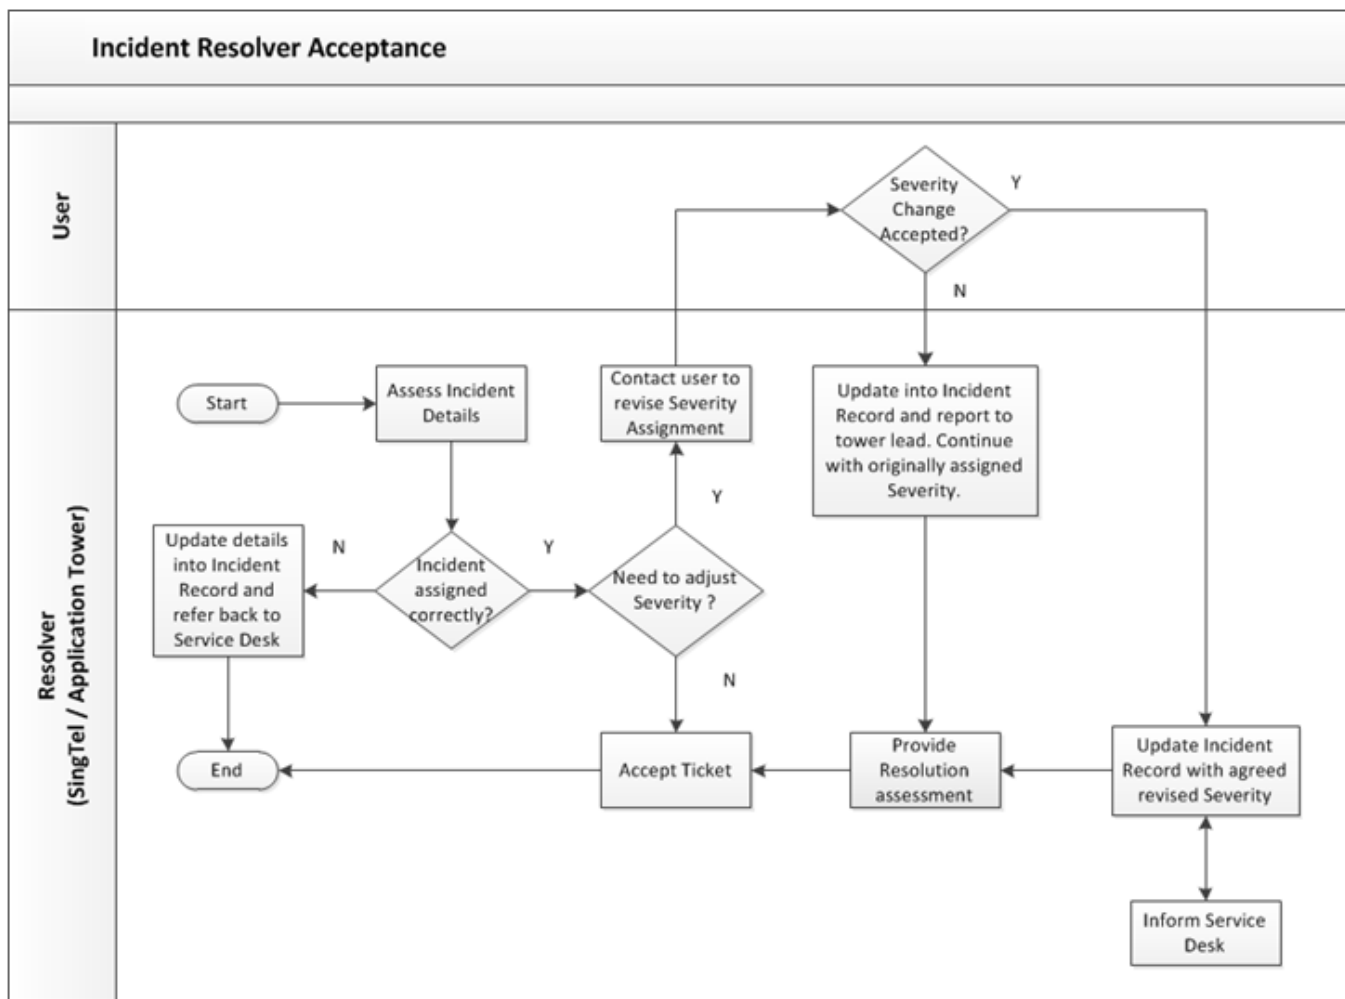 Incident Resolver Acceptance
User
Severity
Change
Accepted?
Y
N
Resolver
(SingTel / Application Tower)
Start
Assess Incident
Details
Contact user to
revise Severity
Assignment
Update into Incident
Record and report to
tower lead. Continue
with originally assigned
Severity.
Y
Update details
into Incident
Record and
refer back to
Service Desk
N
Incident
assigned
correctly?
Y
Need to adjust
Severity ?
N
End
Accept Ticket
Provide
Resolution
assessment
Update Incident
Record with agreed
revised Severity
Inform Service
Desk